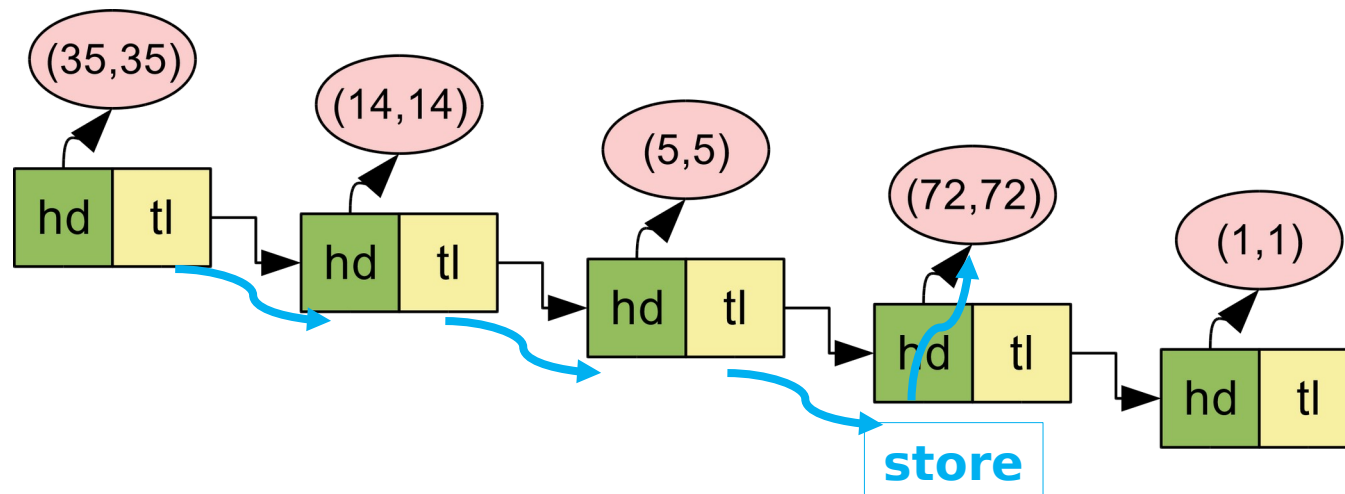 (35,35)
(14,14)
(5,5)
(72,72)
(1,1)
hd tl
hd tl
hd tl
hd tl
hd tl
store